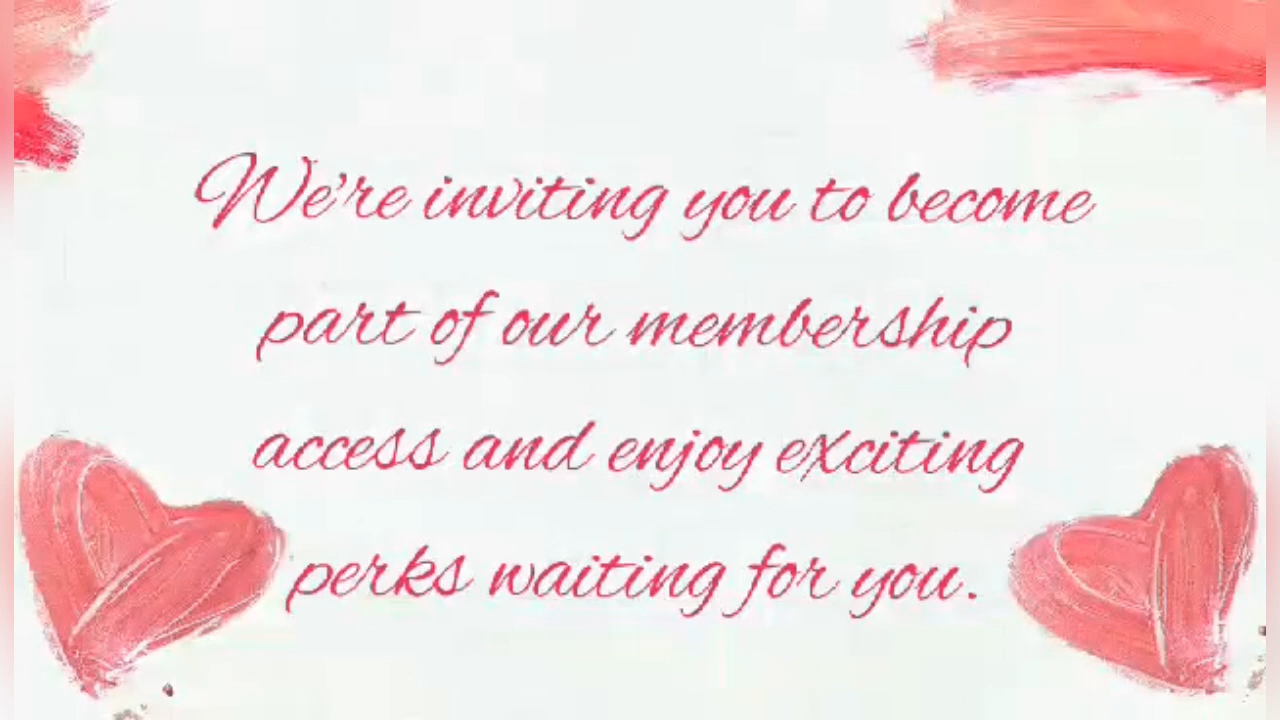 We're inviting you to become
part of our membership
access and enjoy exciting
perks waiting for you.